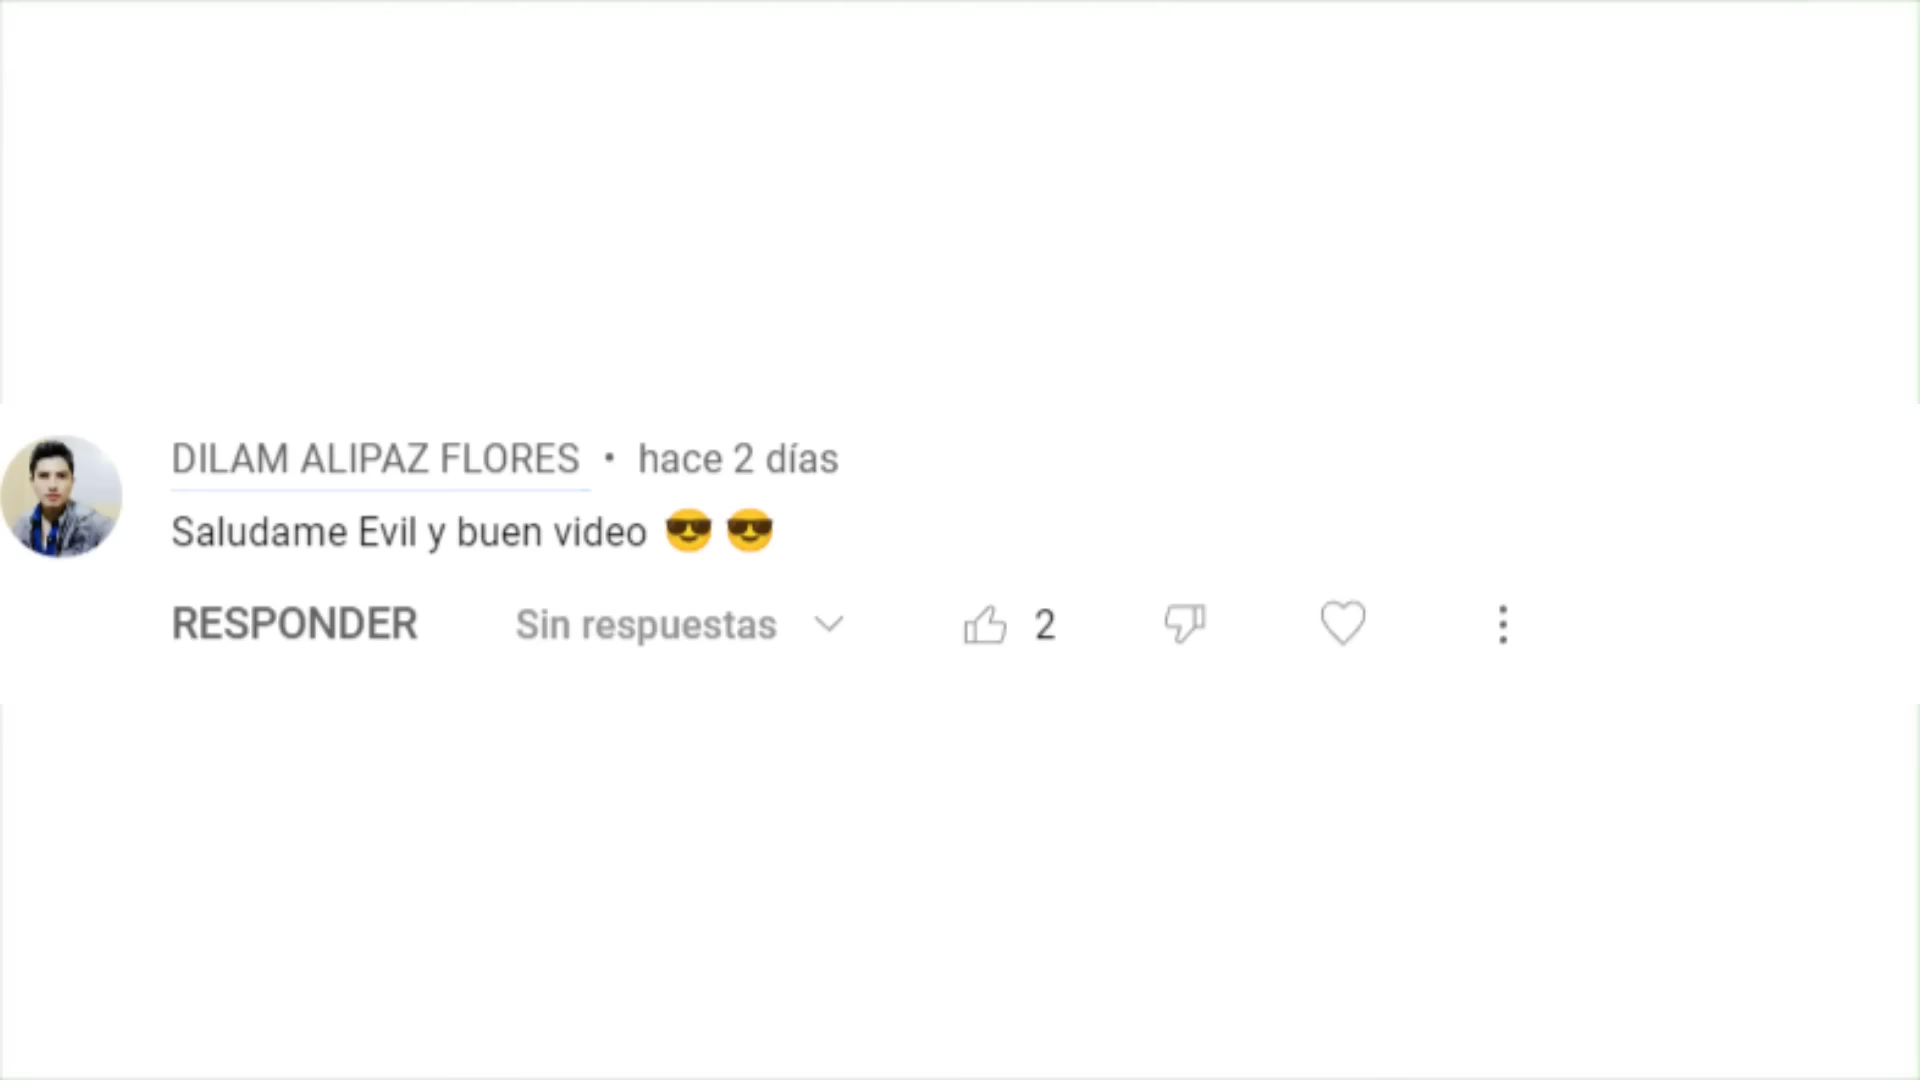 DILAM ALIPAZ FLORES • hace 2 días
Saludame Evil y buen video 😎 😎
RESPONDER Sin respuestas 2